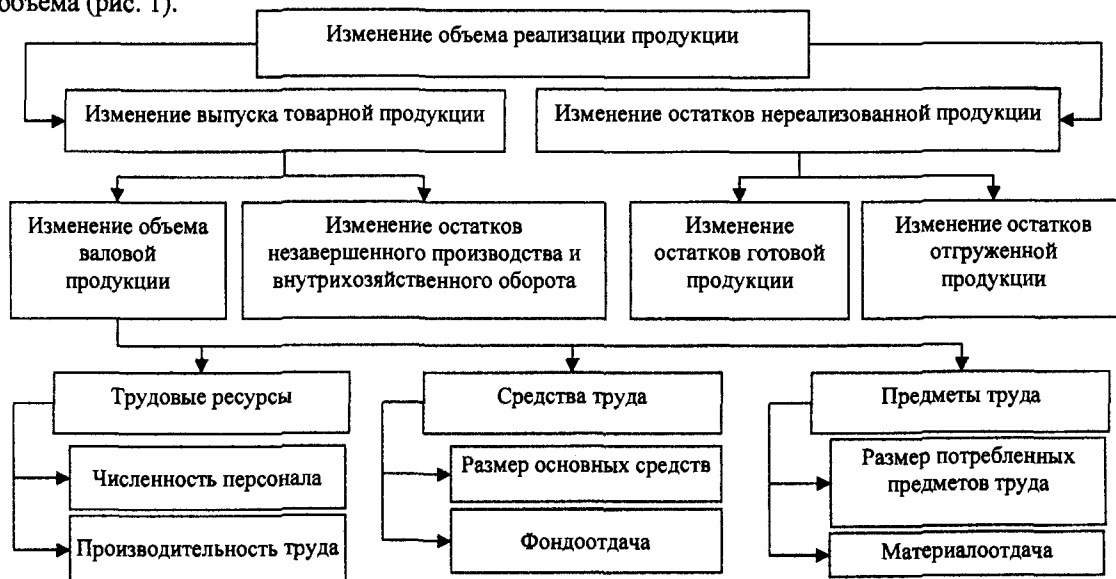 объема (рис. 1).
Изменение объема реализации продукции
Изменение выпуска товарной продукции
Изменение остатков нереализованной продукции
Изменение объема
валовой
продукции
Изменение остатков
незавершенного производства и
внутрихозяйственного оборота
Изменение
остатков готовой
продукции
Изменение остатков
отгруженной
продукции
Трудовые ресурсы
Средства труда
Предметы труда
Численность персонала
Размер основных средств
Размер потребленных
предметов труда
Производительность труда
Фондоотдача
Материалоотдача